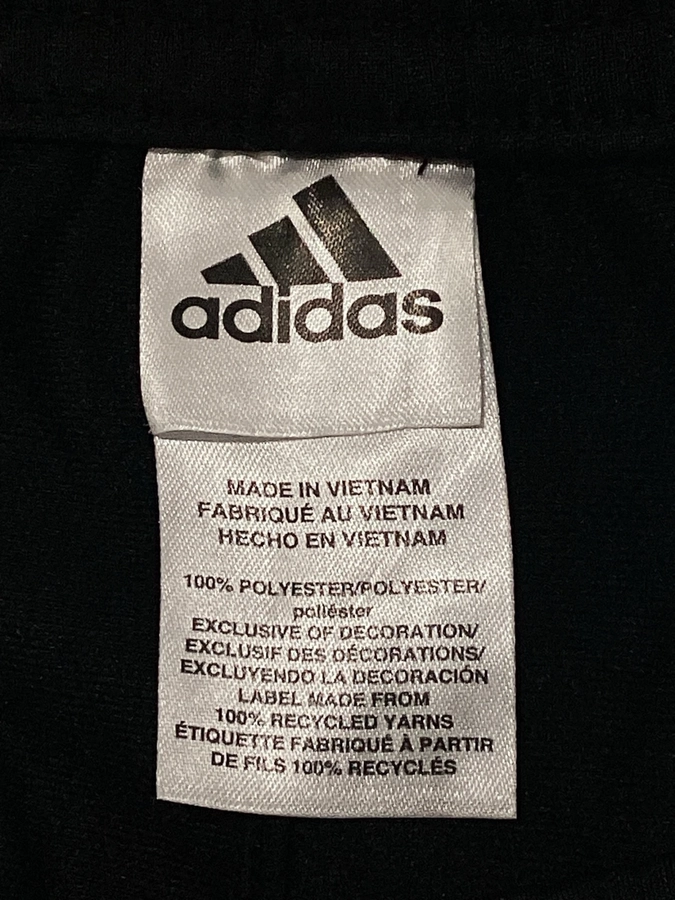 adidas
MADE IN VIETNAM
FABRIQUÉ AU VIETNAM
HECHO EN VIETNAM
100% POLYESTER/POLYESTER/
poliéster
EXCLUSIVE OF DECORATION/
EXCLUSIF DES DÉCORATIONS/
EXCLUYENDO LA DECORACIÓN
LABEL MADE FROM
100% RECYCLED YARNS
ÉTIQUETTE FABRIQUÉ À PARTIR
DE FILS 100% RECYCLÉS